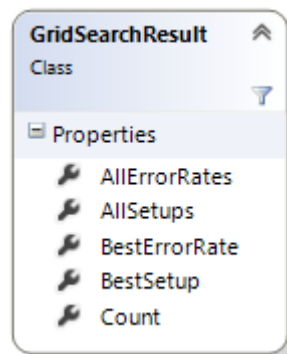 GridSearchResult
Class
Properties
AllErrorRates
AllSetups
BestErrorRate
BestSetup
Count